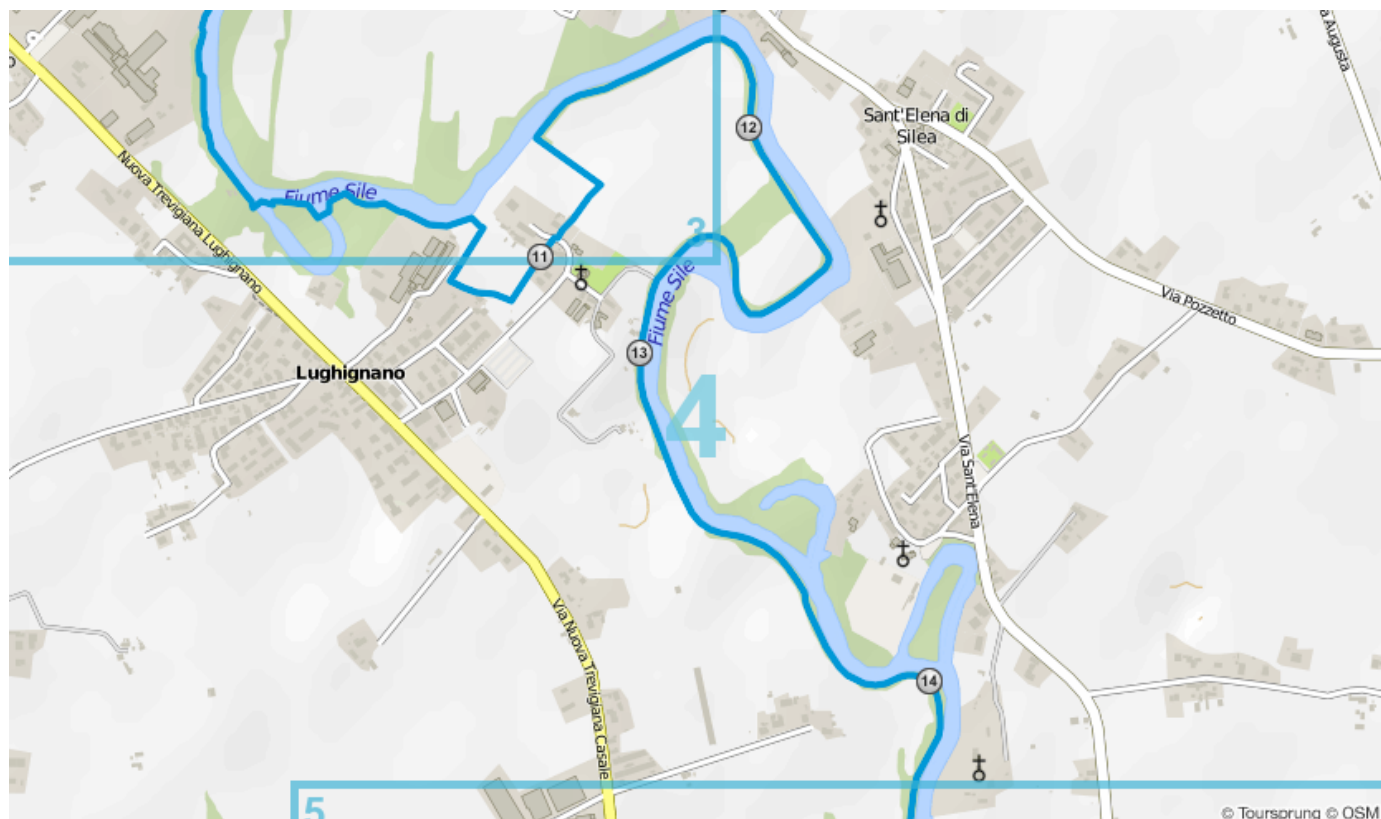 a Augusta
Sant'Elena di
Silea
12
Nuova Trevigiana Lughignano
Fiume Sile
3
11
Fiume Sile
Via Pozzetto
13
Lughignano
4
Via Sant'Elena
Via Nuova Trevigiana Casale
14
5
© Toursprung © OSM